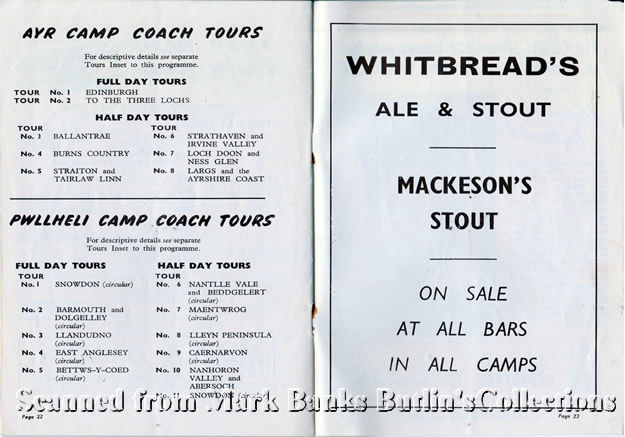 AYR CAMP COACH TOURS
For descriptive details see separate
Tours Inset to this programme.
FULL DAY TOURS
TOUR No. 1 EDINBURGH
TOUR No. 2 TO THE THREE LOCHS
HALF DAY TOURS
TOUR
No. 3 BALLANTRAE
No. 4 BURNS COUNTRY
No. 5 STRAITON and
TAIRLAW LINN
TOUR
No. 6 STRATHAVEN and
IRVINE VALLEY
No. 7 LOCH DOON and
NESS GLEN
No. 8 LARGS and the
AYRSHIRE COAST
PWLLHELI CAMP COACH TOURS
For descriptive details see separate
Tours Inset to this programme.
FULL DAY TOURS
TOUR
No. 1 SNOWDON (circular)
No. 2 BARMOUTH and
DOLGELLEY
(circular)
No. 3 LLANDUDNO
(circular)
No. 4 EAST ANGLESEY
(circular)
No. 5 BETTWS-Y-COED
(circular)
HALF DAY TOURS
TOUR
No. 6 NANTLLE VALE
and BEDDGELERT
(circular)
No. 7 MAENTWROG
(circular)
No. 8 LLEYN PENINSULA
(circular)
No. 9 CAERNARVON
(circular)
No. 10 NANHORON
VALLEY and
ABERSOCH
SNOWDON (circular)
Page 22
WHITBREAD'S
ALE & STOUT
MACKESON'S
STOUT
ON SALE
AT ALL BARS
IN ALL CAMPS
Page 23
Scanned from Mark Banks Butlin'sCollections